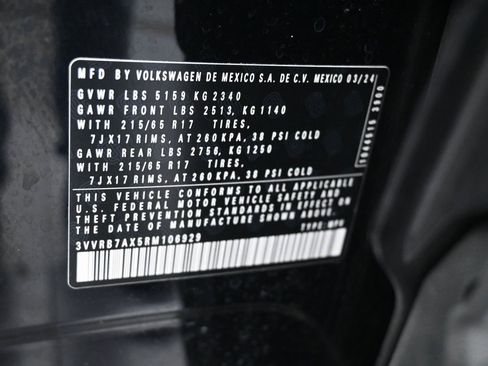 MFD BY VOLKSWAGEN DE MEXICO S.A. DE C.V. MEXICO 03/24
GVWR LBS 5159 KG 2340
GAWR FRONT LBS 2513, KG 1140
WITH 215/65 R17 TIRES,
7JX17 RIMS, AT 260 KPA, 38 PSI COLD
GAWR REAR LBS 2756, KG 1250
WITH 215/65 R17 TIRES,
7JX17 RIMS, AT 260 KPA, 38 PSI COLD
THIS VEHICLE CONFORMS TO ALL APPLICABLE
U.S. FEDERAL MOTOR VEHICLE SAFETY AND
THEFT PREVENTION STANDARDS IN EFFECT ON
THE DATE OF MANUFACTURE SHOWN ABOVE
3VVRB7AX5RM106929
TYPE: MPV